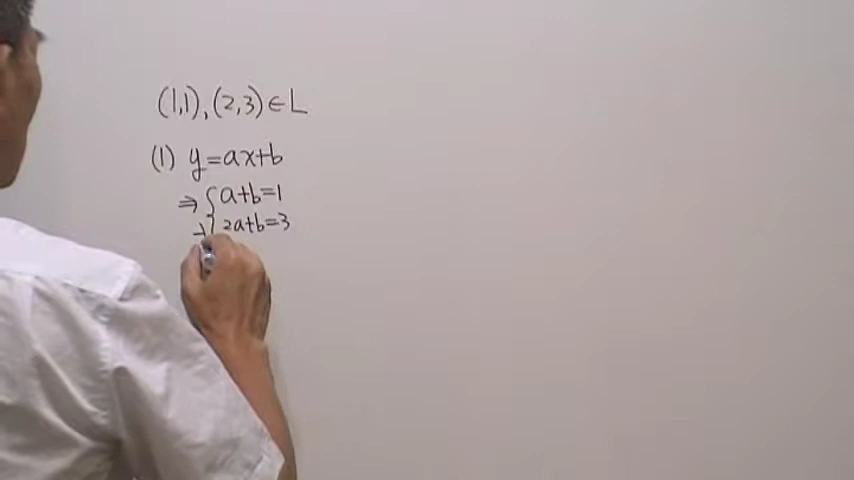 (1,1), (2,3) ∈ L
(1) y=ax+b
⇒ { a+b=1
2a+b=3